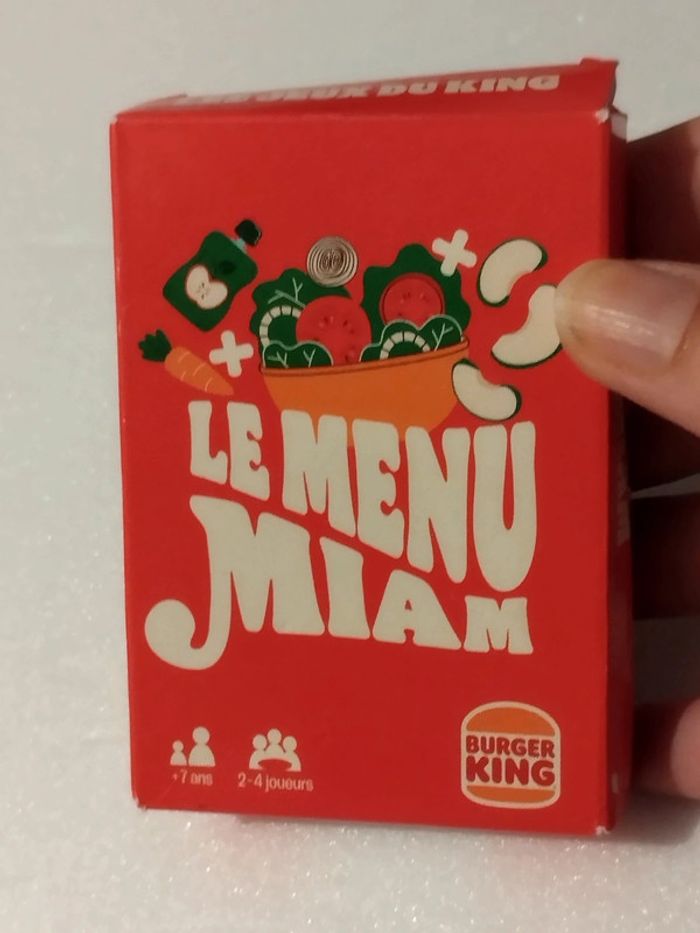 LES JEUX DU KING
LE MENU
MIAM
+7 ans
2-4 joueurs
BURGER
KING